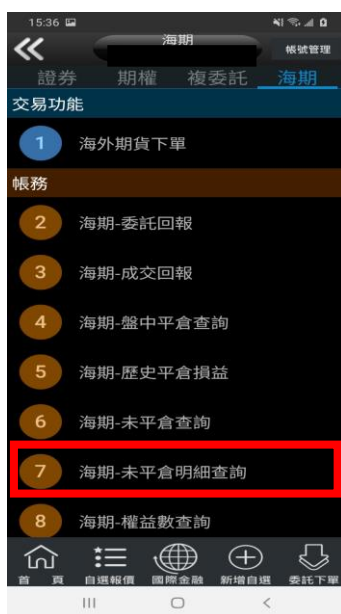 15:36
海期
帳號管理
證券 期權 複委託 海期
交易功能
1 海外期貨下單
帳務
2 海期-委託回報
3 海期-成交回報
4 海期-盤中平倉查詢
5 海期-歷史平倉損益
6 海期-未平倉查詢
7 海期-未平倉明細查詢
8 海期-權益數查詢
首頁 自選報價 國際金融 新增自選 委託下單